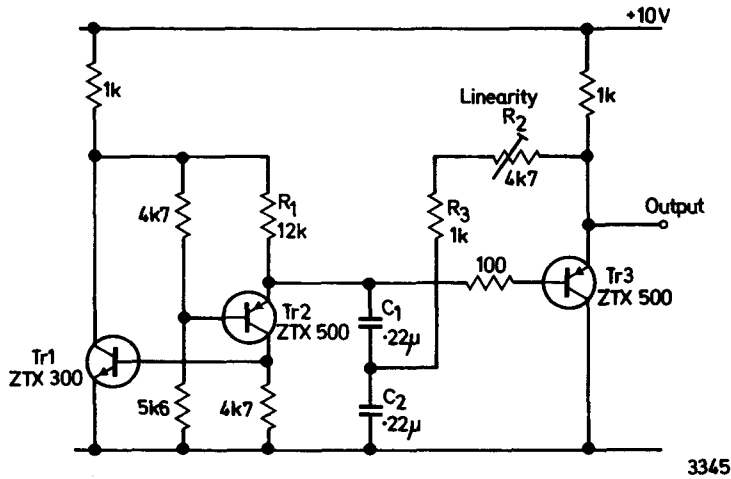 +10V
1k
Linearity
R2
4k7
1k
4k7
R1
12k
R3
1k
Output
100
Tr3
ZTX 500
Tr2
ZTX 500
C1
·22μ
Tr1
ZTX 300
5k6
4k7
C2
·22μ
3345